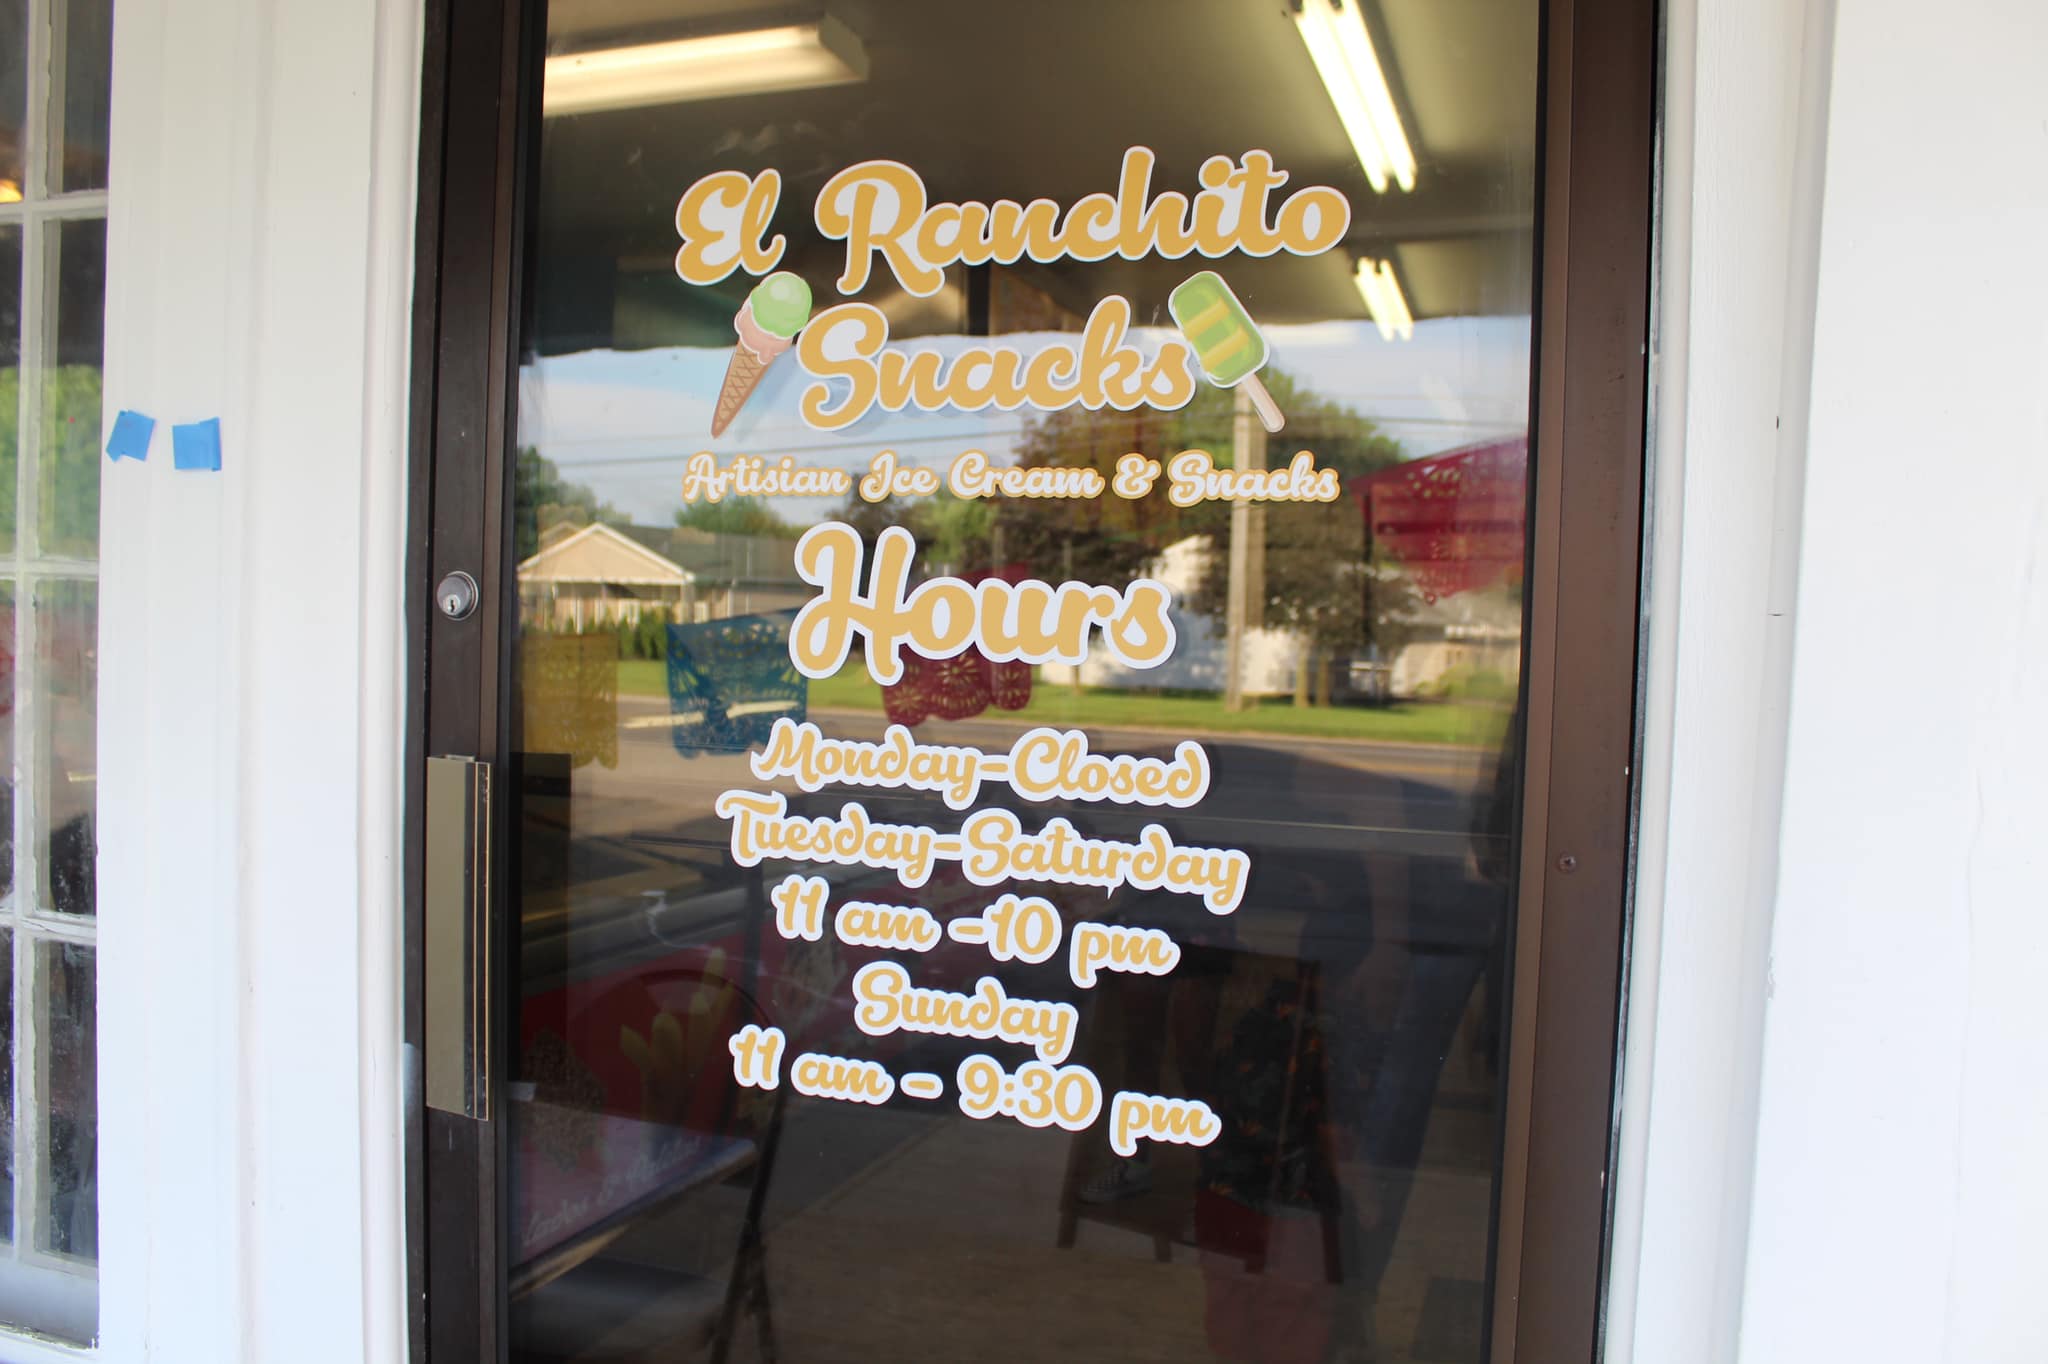 El Ranchito
Snacks
Artisian Ice Cream & Snacks
Hours
Monday-Closed
Tuesday-Saturday
11 am -10 pm
Sunday
11 am - 9:30 pm